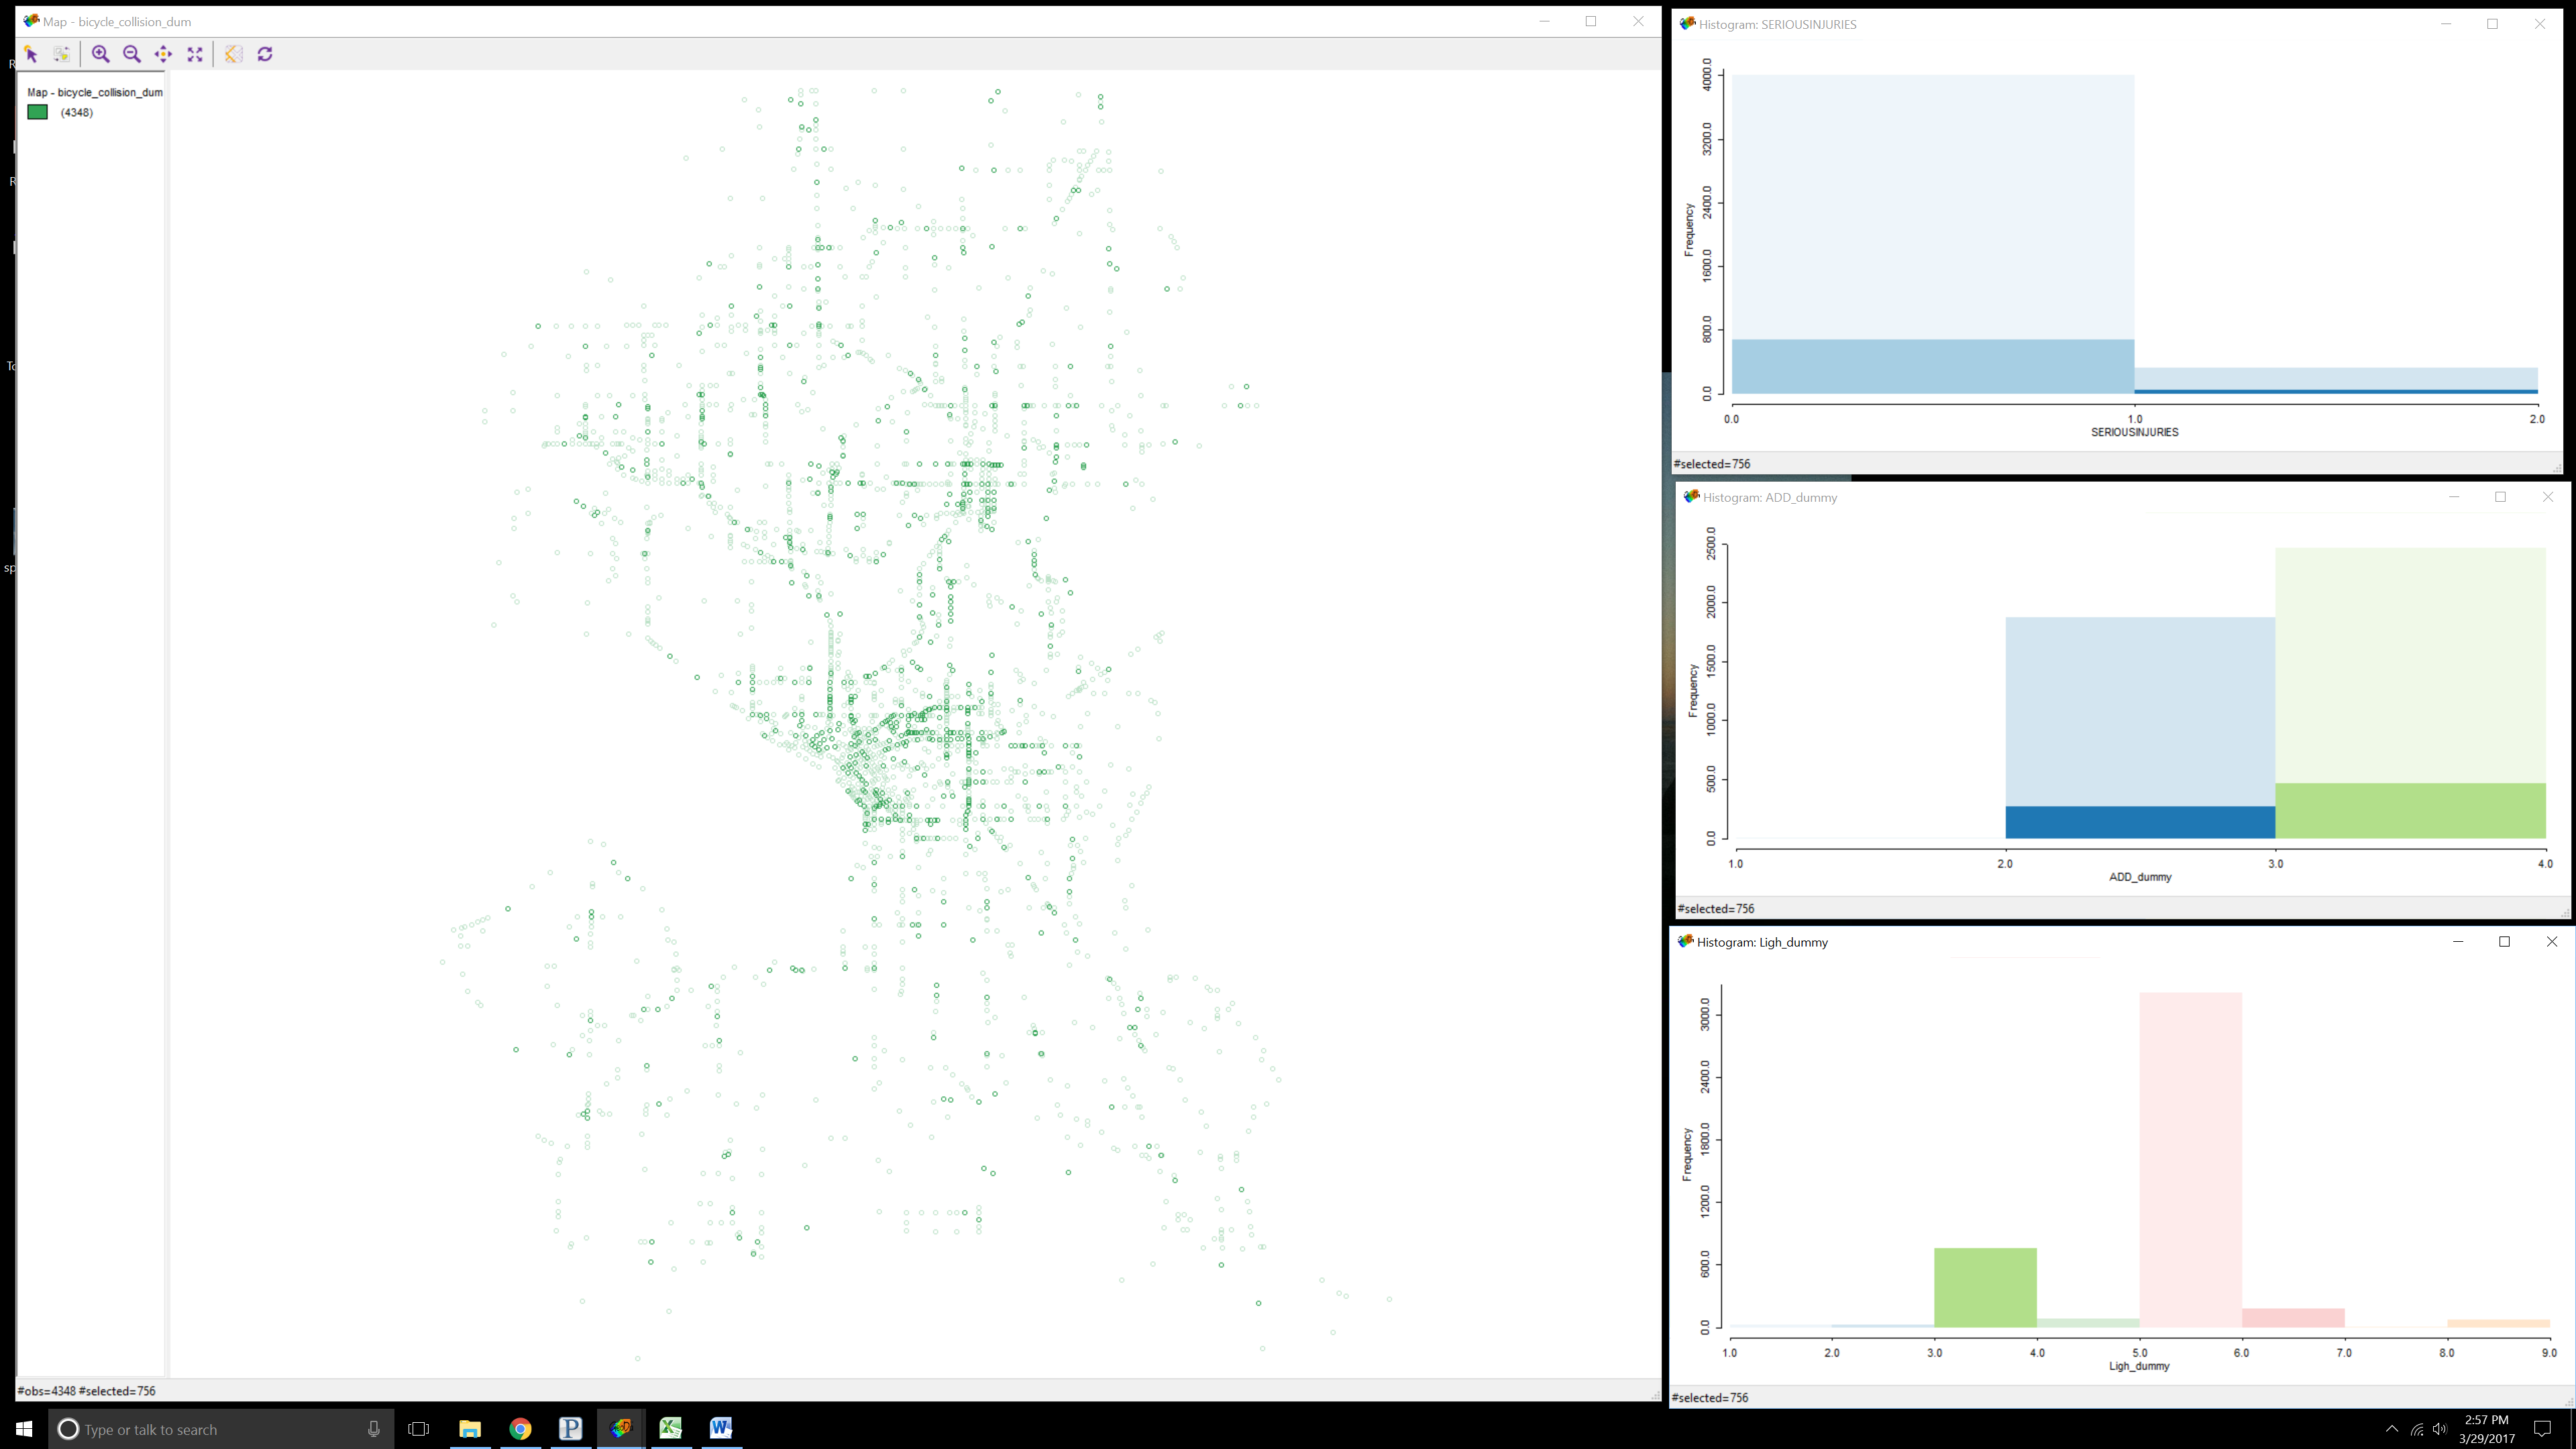 Map - bicycle_collision_dum
Map - bicycle_collision_dum
(4348)
#obs=4348 #selected=756
R
R
To
sp
Histogram: SERIOUSINJURIES
Frequency
4000.0
3200.0
2400.0
1600.0
800.0
0.0
0.0 1.0 2.0
SERIOUSINJURIES
#selected=756
Histogram: ADD_dummy
Frequency
2500.0
2000.0
1500.0
1000.0
500.0
0.0
1.0 2.0 3.0 4.0
ADD_dummy
#selected=756
Histogram: Ligh_dummy
Frequency
3000.0
2400.0
1800.0
1200.0
600.0
0.0
1.0 2.0 3.0 4.0 5.0 6.0 7.0 8.0 9.0
Ligh_dummy
#selected=756
Type or talk to search
2:57 PM
3/29/2017